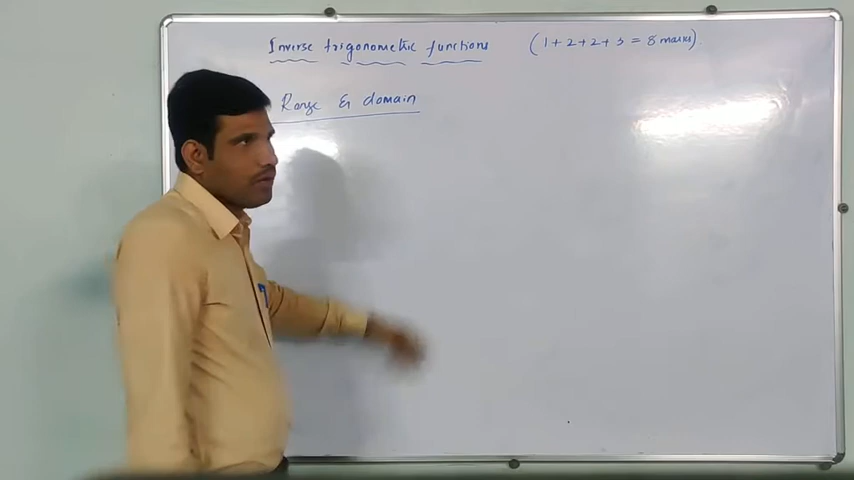 Inverse trigonometric functions (1+2+2+3 = 8 marks)
Range & domain